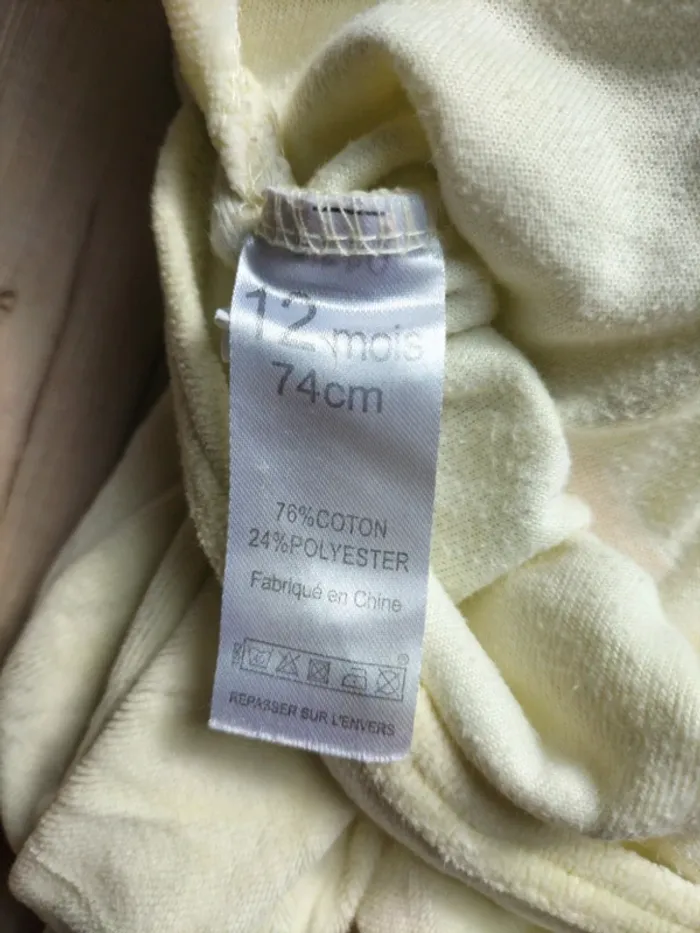 12 mois
74cm
76%COTON
24%POLYESTER
Fabriqué en Chine
REPASSER SUR L'ENVERS